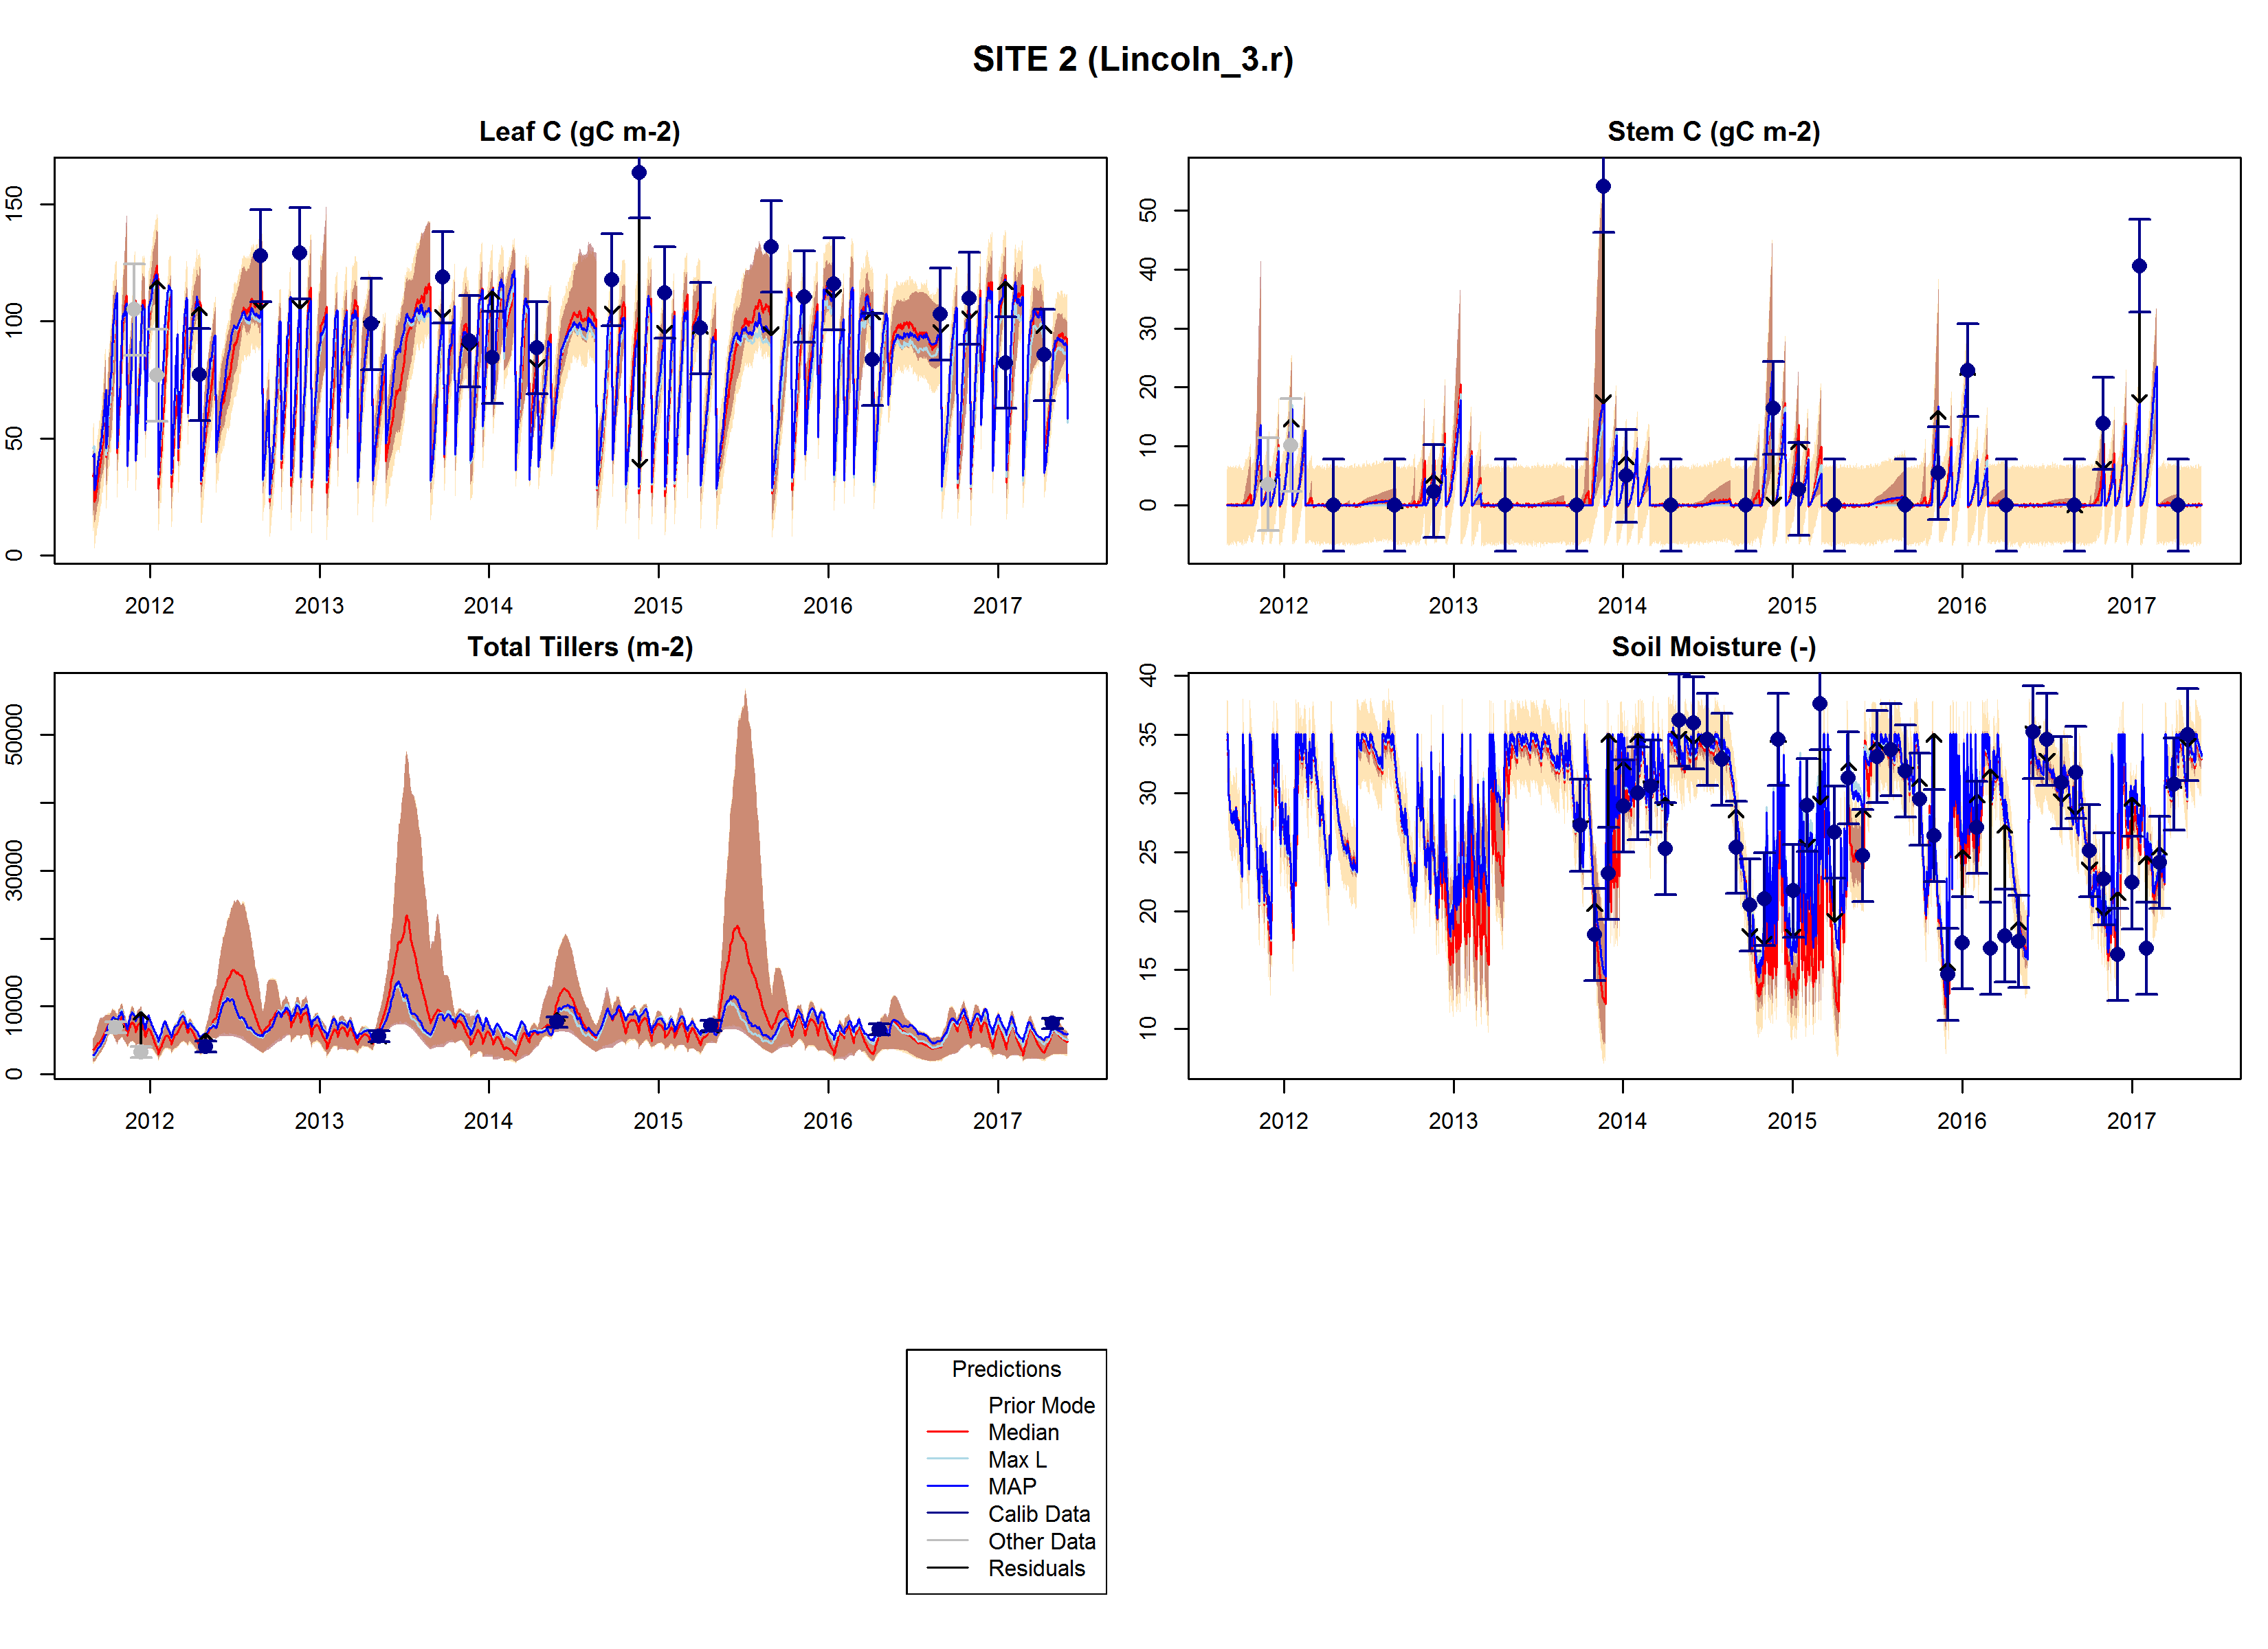 SITE 2 (Lincoln_3.r)
Leaf C (gC m-2)
150
100
50
0
2012 2013 2014 2015 2016 2017
Stem C (gC m-2)
50
40
30
20
10
0
2012 2013 2014 2015 2016 2017
Total Tillers (m-2)
50000
30000
10000
0
2012 2013 2014 2015 2016 2017
Soil Moisture (-)
40
35
30
25
20
15
10
2012 2013 2014 2015 2016 2017
Predictions
Prior Mode
Median
Max L
MAP
Calib Data
Other Data
Residuals